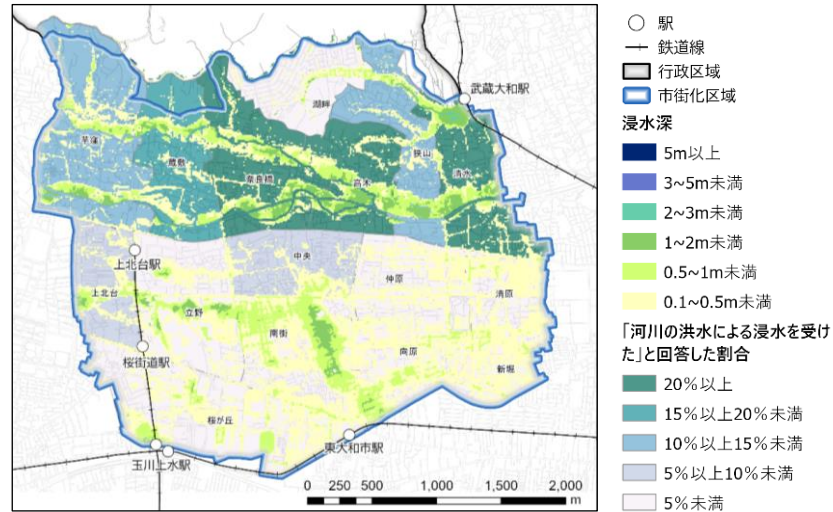 武蔵大和駅
湖畔
芋窪
狭山
蔵敷
清水
奈良橋
高木
上北台駅
中央
仲原
上北台
清原
立野
南街
向原
桜街道駅
新堀
桜が丘
東大和市駅
玉川上水駅
0 250 500 1,000 1,500 2,000
m
駅
鉄道線
行政区域
市街化区域
浸水深
5m以上
3~5m未満
2~3m未満
1~2m未満
0.5~1m未満
0.1~0.5m未満
「河川の洪水による浸水を受け
た」と回答した割合
20%以上
15%以上20%未満
10%以上15%未満
5%以上10%未満
5%未満